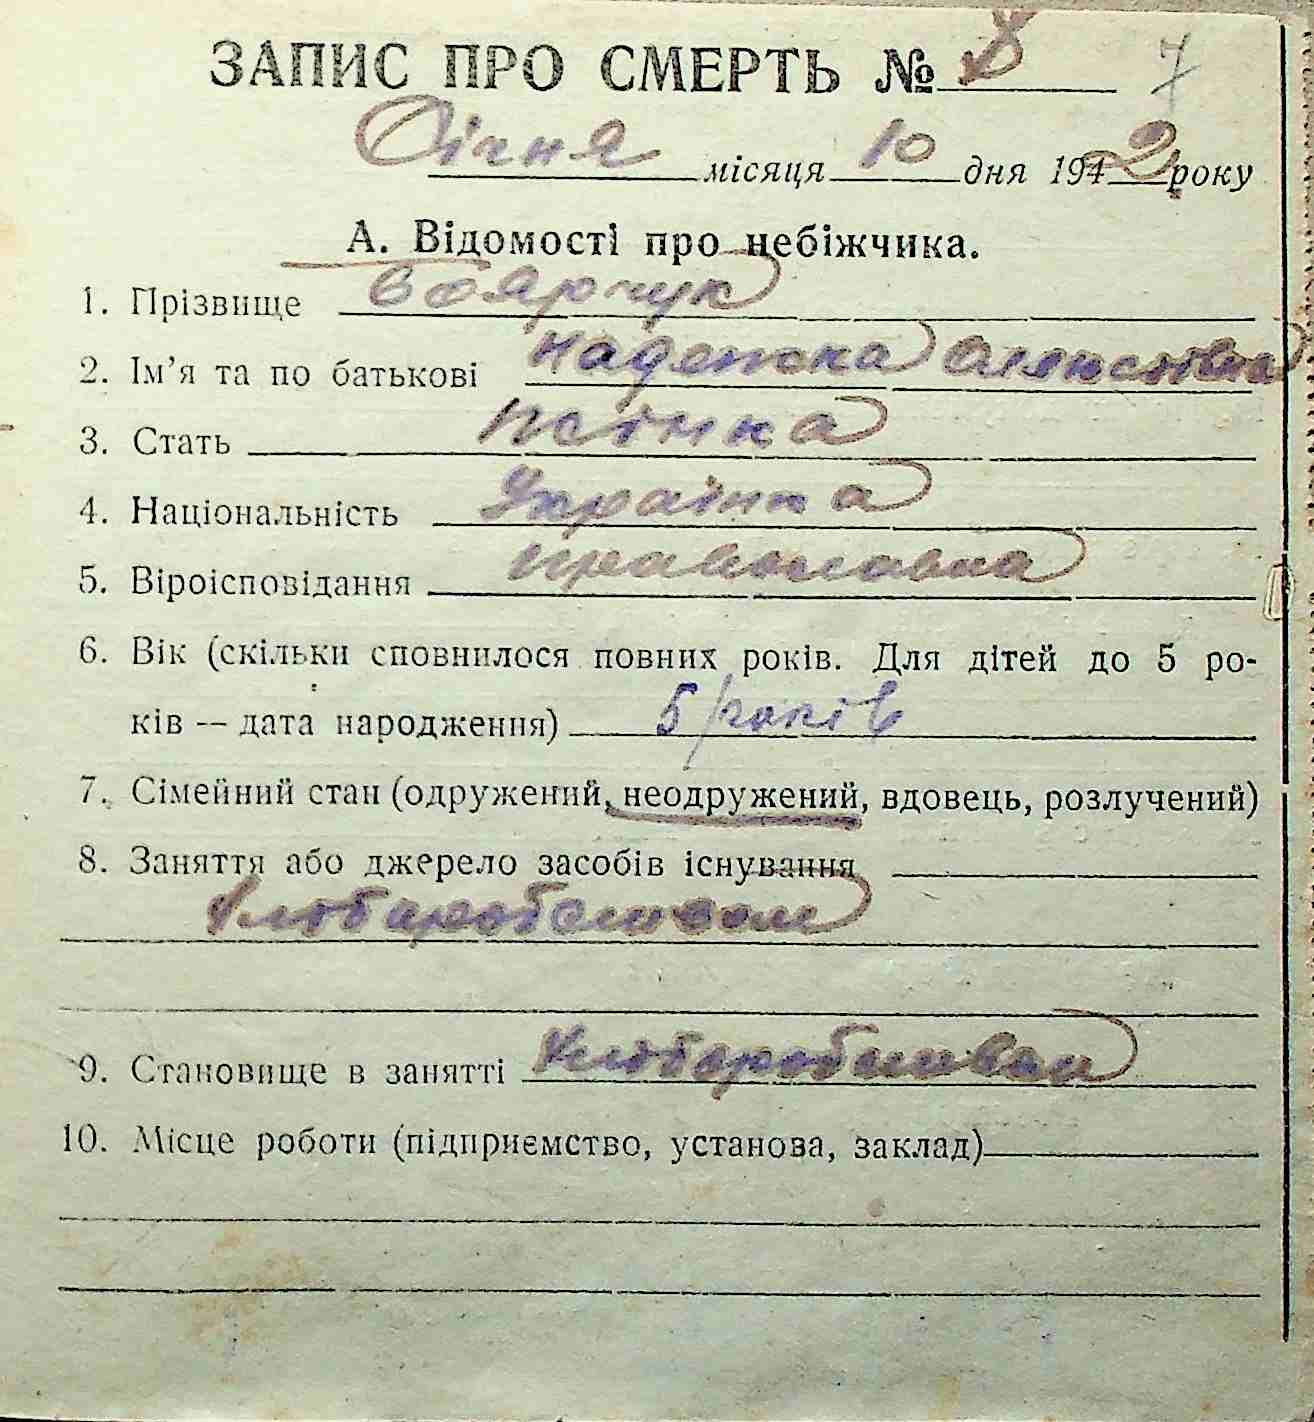 ЗАПИС ПРО СМЕРТЬ № 8 7
Січня місяця 10 дня 1942 року
А. Відомості про небіжчика.
1. Прізвище Боярчук
2. Ім’я та по батькові Надежка Олексіївна
3. Стать жінка
4. Національність Українка
5. Віроісповідання православна
6. Вік (скільки сповнилося повних років. Для дітей до 5 ро-
ків — дата народження) 5 років
7. Сімейний стан (одружений, неодружений, вдовець, розлучений)
8. Заняття або джерело засобів існування
хліборобством
9. Становище в занятті
10. Місце роботи (підприємство, установа, заклад)